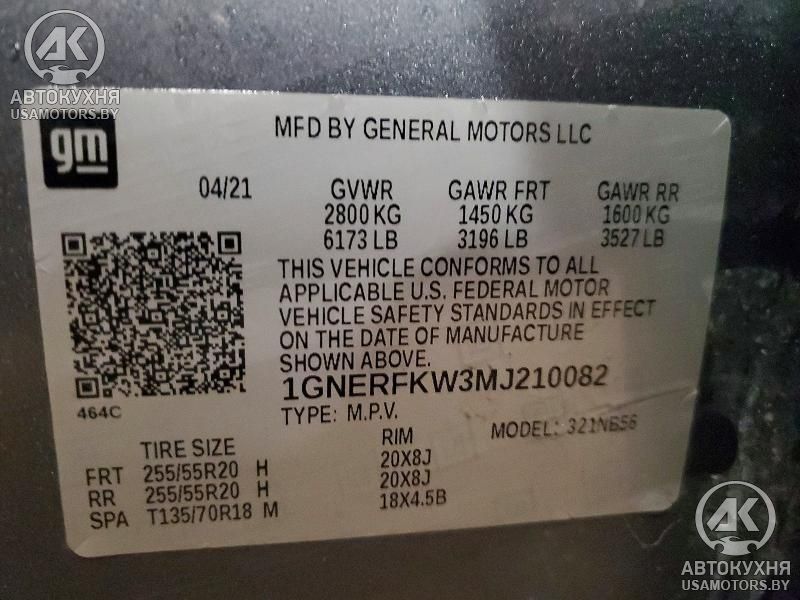 АК
АВТОКУХНЯ
USAMOTORS.BY
gm
MFD BY GENERAL MOTORS LLC
04/21 GVWR GAWR FRT GAWR RR
2800 KG 1450 KG 1600 KG
6173 LB 3196 LB 3527 LB
THIS VEHICLE CONFORMS TO ALL
APPLICABLE U.S. FEDERAL MOTOR
VEHICLE SAFETY STANDARDS IN EFFECT
ON THE DATE OF MANUFACTURE
SHOWN ABOVE.
1GNERFKW3MJ210082
464C
TYPE: M.P.V. MODEL: 321NB56
TIRE SIZE RIM
FRT 255/55R20 H 20X8J
RR 255/55R20 H 20X8J
SPA T135/70R18 M 18X4.5B
АК
АВТОКУХНЯ
USAMOTORS.BY